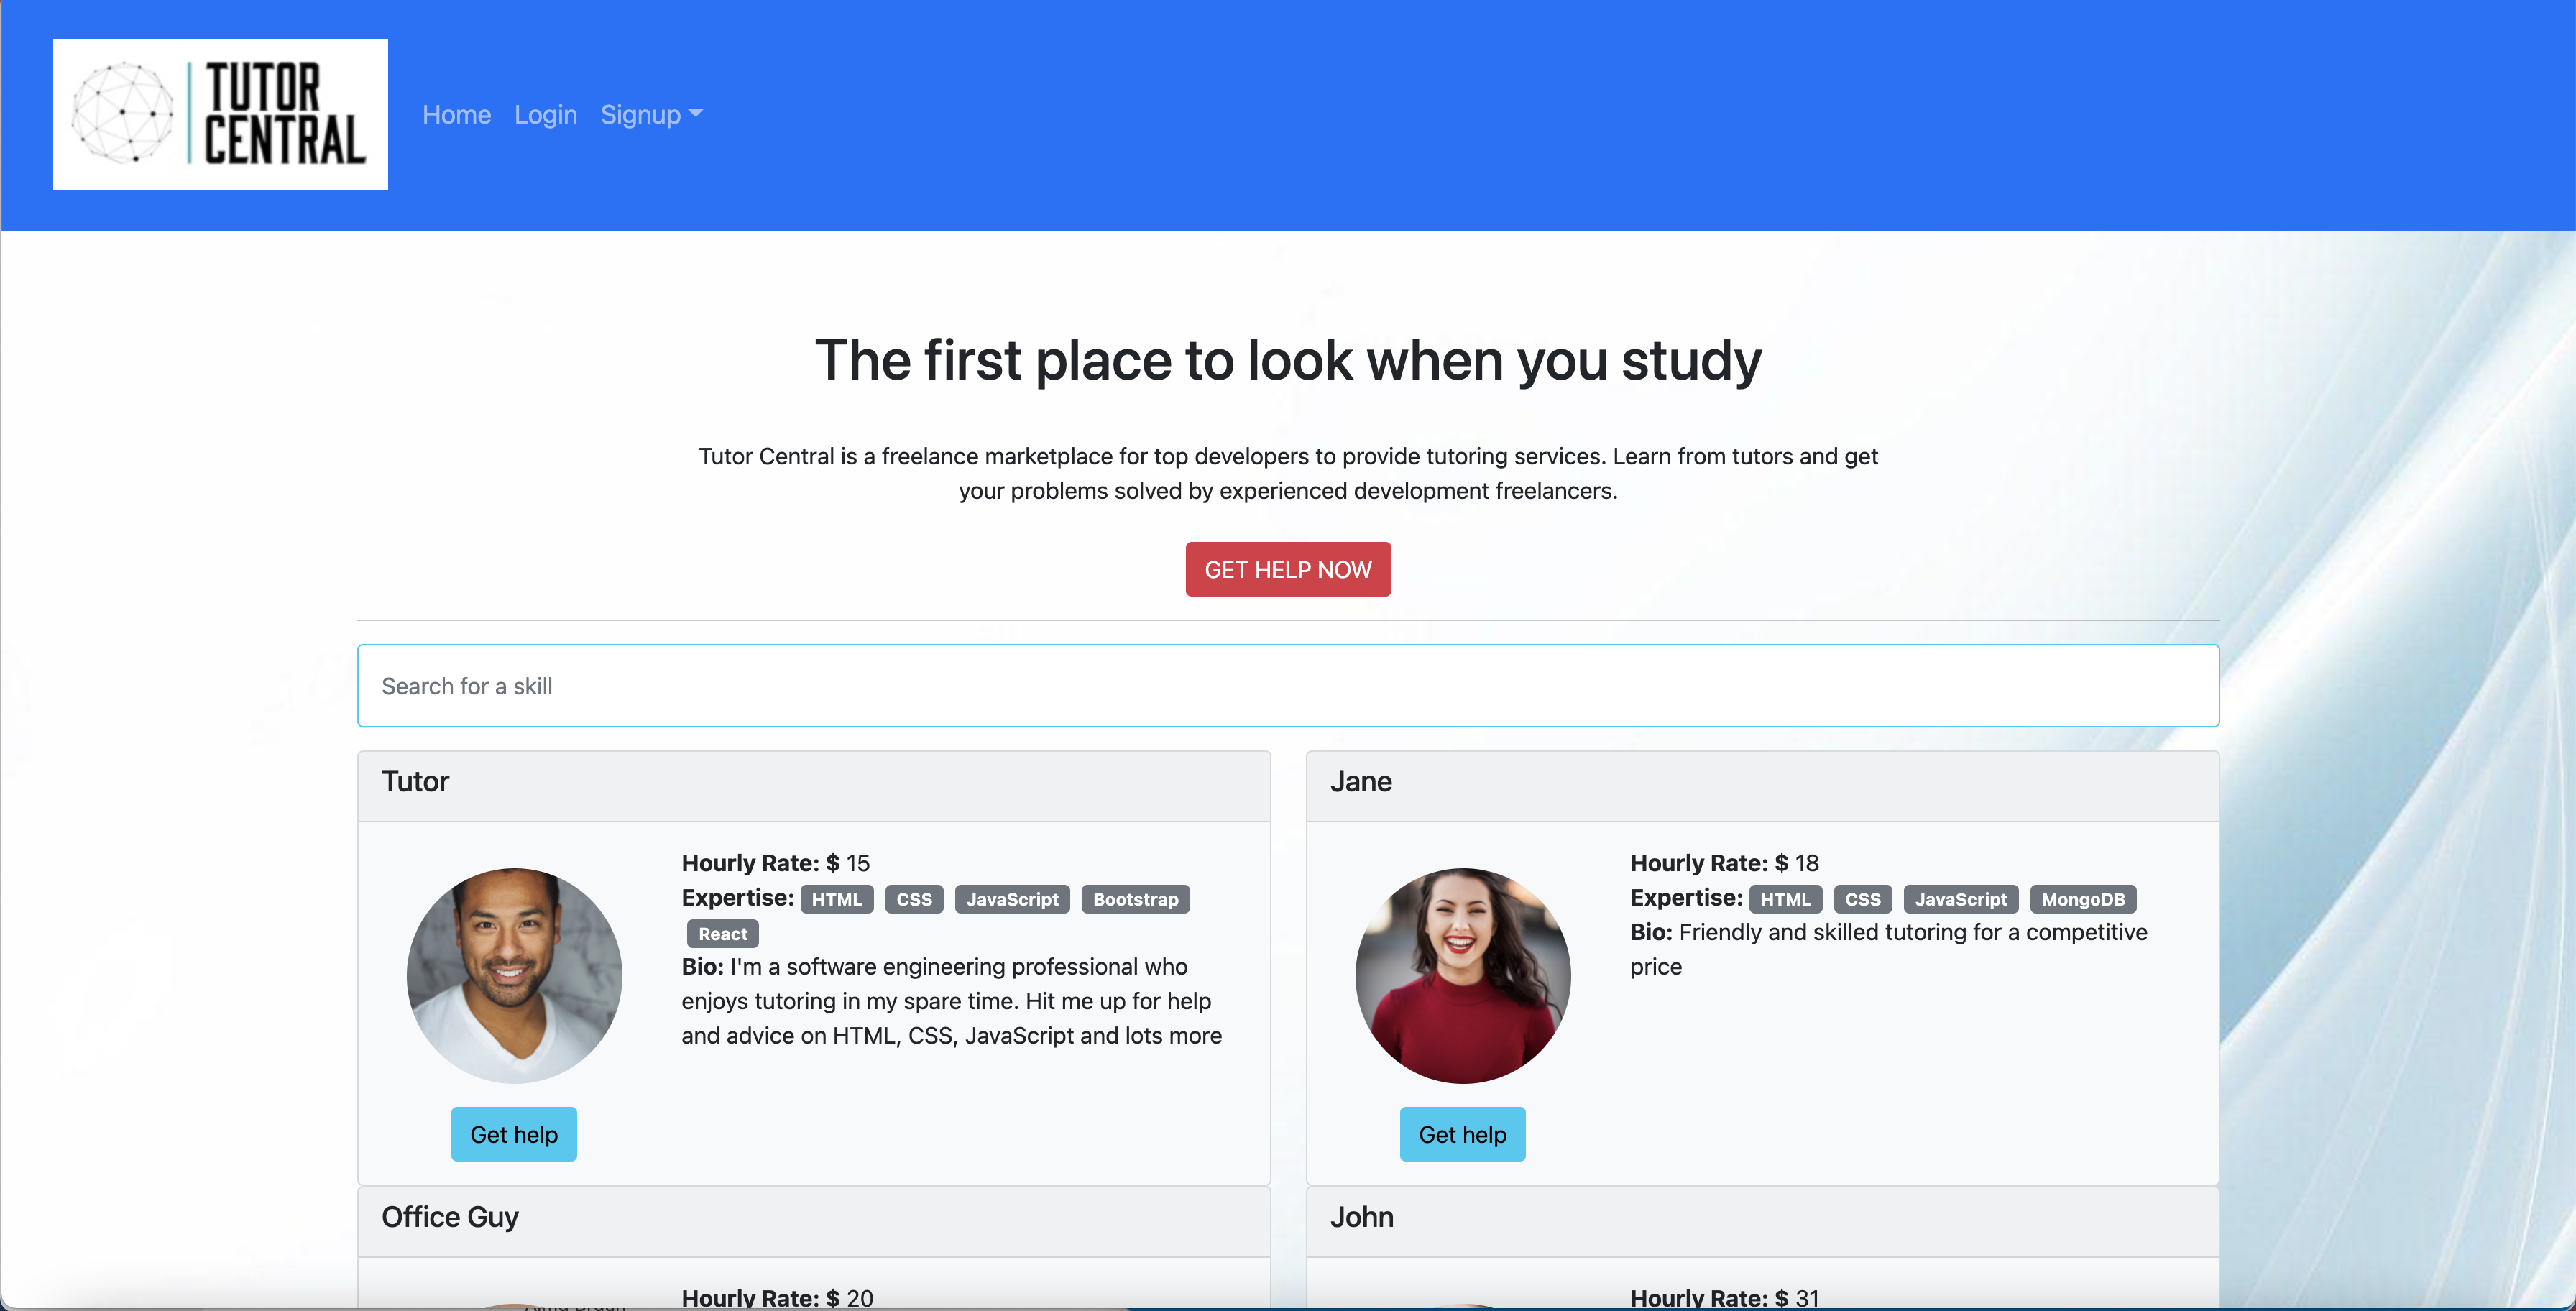 TUTOR
CENTRAL
Home Login Signup
The first place to look when you study
Tutor Central is a freelance marketplace for top developers to provide tutoring services. Learn from tutors and get
your problems solved by experienced development freelancers.
GET HELP NOW
Search for a skill
Tutor
Hourly Rate: $ 15
Expertise: HTML CSS JavaScript Bootstrap
React
Bio: I'm a software engineering professional who
enjoys tutoring in my spare time. Hit me up for help
and advice on HTML, CSS, JavaScript and lots more
Get help
Jane
Hourly Rate: $ 18
Expertise: HTML CSS JavaScript MongoDB
Bio: Friendly and skilled tutoring for a competitive
price
Get help
Office Guy
Hourly Rate: $ 20
John
Hourly Rate: $ 31